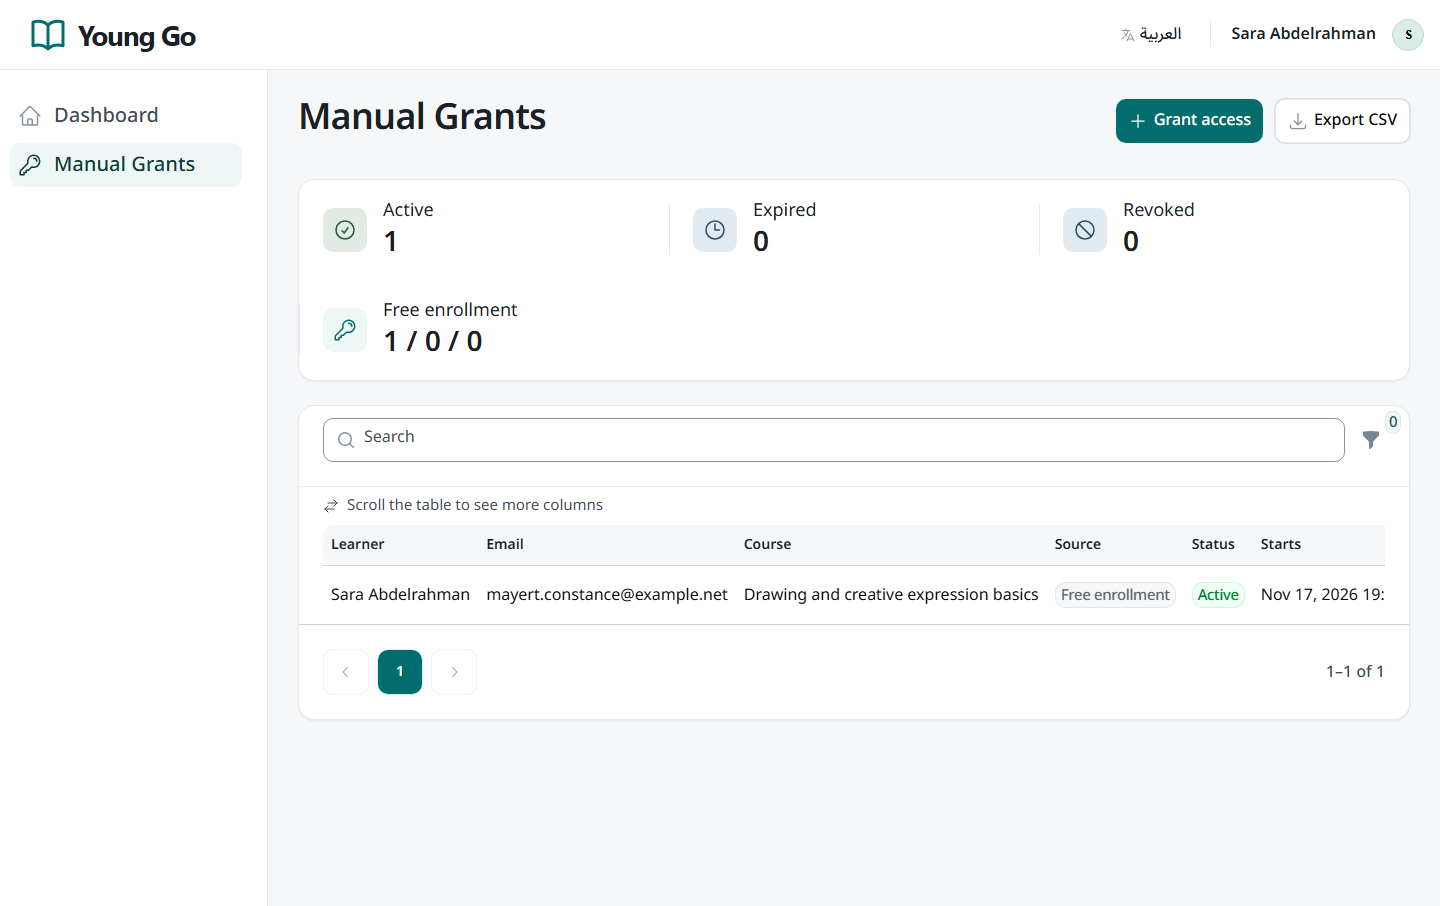 Young Go
العربية
Sara Abdelrahman
S
Dashboard
Manual Grants
Manual Grants
Grant access
Export CSV
Active
1
Expired
0
Revoked
0
Free enrollment
1 / 0 / 0
Search
0
Scroll the table to see more columns
Learner Email Course Source Status Starts
Sara Abdelrahman mayert.constance@example.net Drawing and creative expression basics Free enrollment Active Nov 17, 2026 19:
1
1–1 of 1